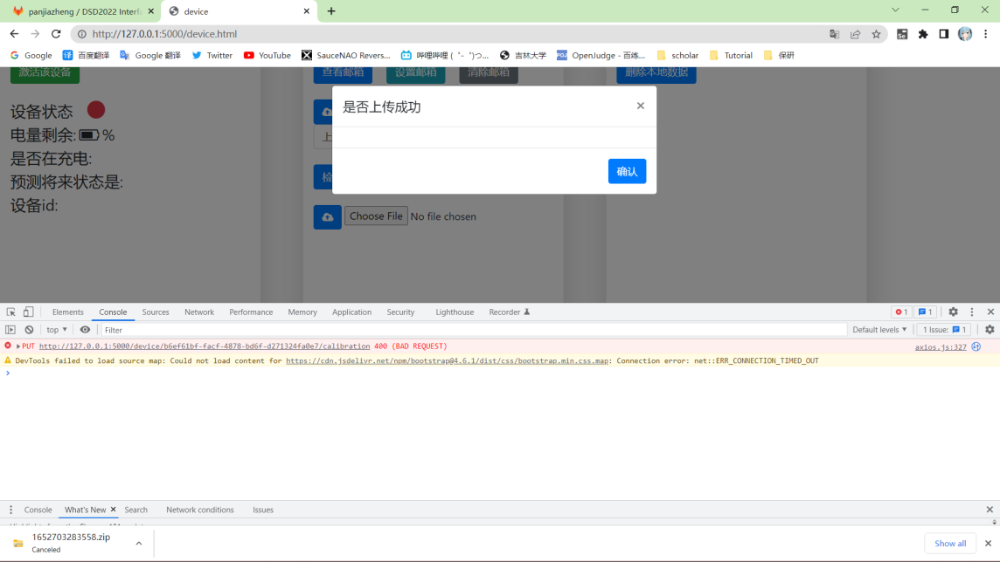 panjiazheng / DSD2022 Interfa
device
http://127.0.0.1:5000/device.html
Google
百度翻译
Google 翻译
Twitter
YouTube
SauceNAO Revers...
哔哩哔哩 (゜-゜)つ...
吉林大学
OpenJudge - 百练...
scholar
Tutorial
保研
激活该设备
查看邮箱
设置邮箱
清除邮箱
删除本地数据
设备状态
电量剩余: %
是否在充电:
预测将来状态是:
设备id:
是否上传成功
×
上
确认
检
Choose File No file chosen
Elements
Console
Sources
Network
Performance
Memory
Application
Security
Lighthouse
Recorder
1
1
top
Filter
Default levels
1 Issue: 1
PUT http://127.0.0.1:5000/device/b6ef61bf-facf-4878-bd6f-d271324fa0e7/calibration 400 (BAD REQUEST)
axios.js:327
DevTools failed to load source map: Could not load content for https://cdn.jsdelivr.net/npm/bootstrap@4.6.1/dist/css/bootstrap.min.css.map: Connection error: net::ERR_CONNECTION_TIMED_OUT
Console
What's New
Search
Network conditions
Issues
1652703283558.zip
Canceled
Show all